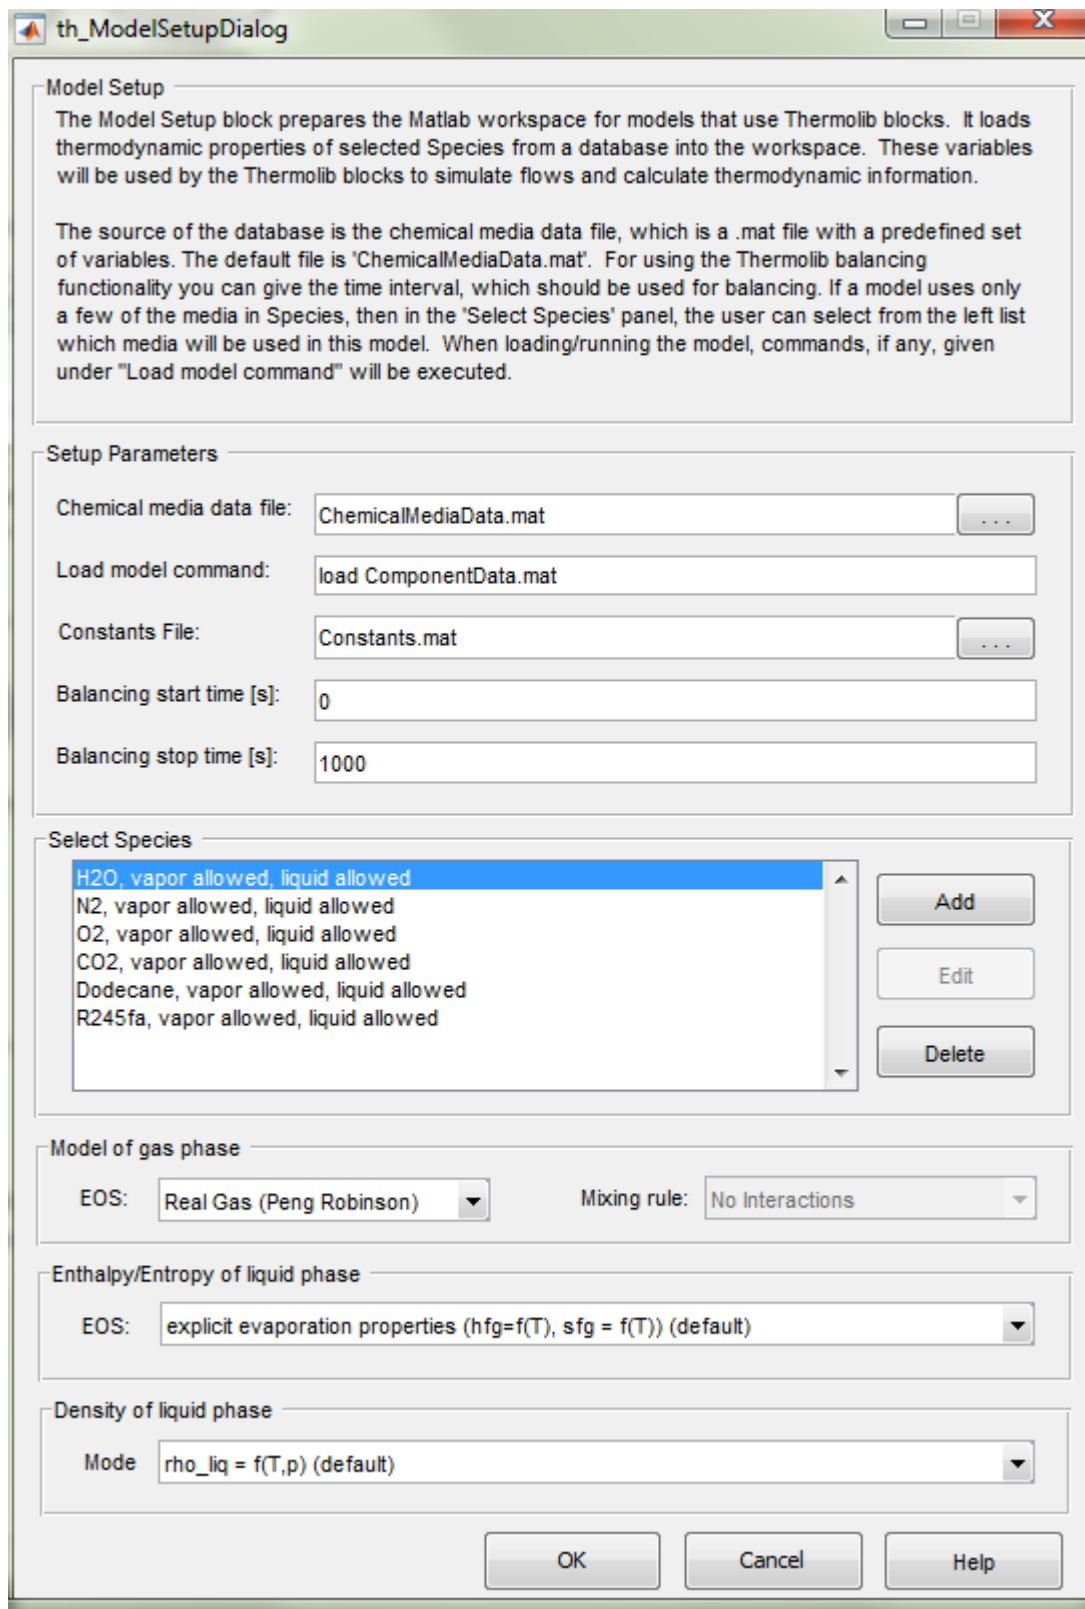 th_ModelSetupDialog
Model Setup
The Model Setup block prepares the Matlab workspace for models that use Thermolib blocks.  It loads
thermodynamic properties of selected Species from a database into the workspace.  These variables
will be used by the Thermolib blocks to simulate flows and calculate thermodynamic information.
The source of the database is the chemical media data file, which is a .mat file with a predefined set
of variables. The default file is 'ChemicalMediaData.mat'.  For using the Thermolib balancing
functionality you can give the time interval, which should be used for balancing. If a model uses only
a few of the media in Species, then in the 'Select Species' panel, the user can select from the left list
which media will be used in this model.  When loading/running the model, commands, if any, given
under "Load model command" will be executed.
Setup Parameters
Chemical media data file: ChemicalMediaData.mat ...
Load model command: load ComponentData.mat
Constants File: Constants.mat ...
Balancing start time [s]: 0
Balancing stop time [s]: 1000
Select Species
H2O, vapor allowed, liquid allowed
N2, vapor allowed, liquid allowed
O2, vapor allowed, liquid allowed
CO2, vapor allowed, liquid allowed
Dodecane, vapor allowed, liquid allowed
R245fa, vapor allowed, liquid allowed
Add
Edit
Delete
Model of gas phase
EOS: Real Gas (Peng Robinson) Mixing rule: No Interactions
Enthalpy/Entropy of liquid phase
EOS: explicit evaporation properties (hfg=f(T), sfg = f(T)) (default)
Density of liquid phase
Mode rho_liq = f(T,p) (default)
OK Cancel Help